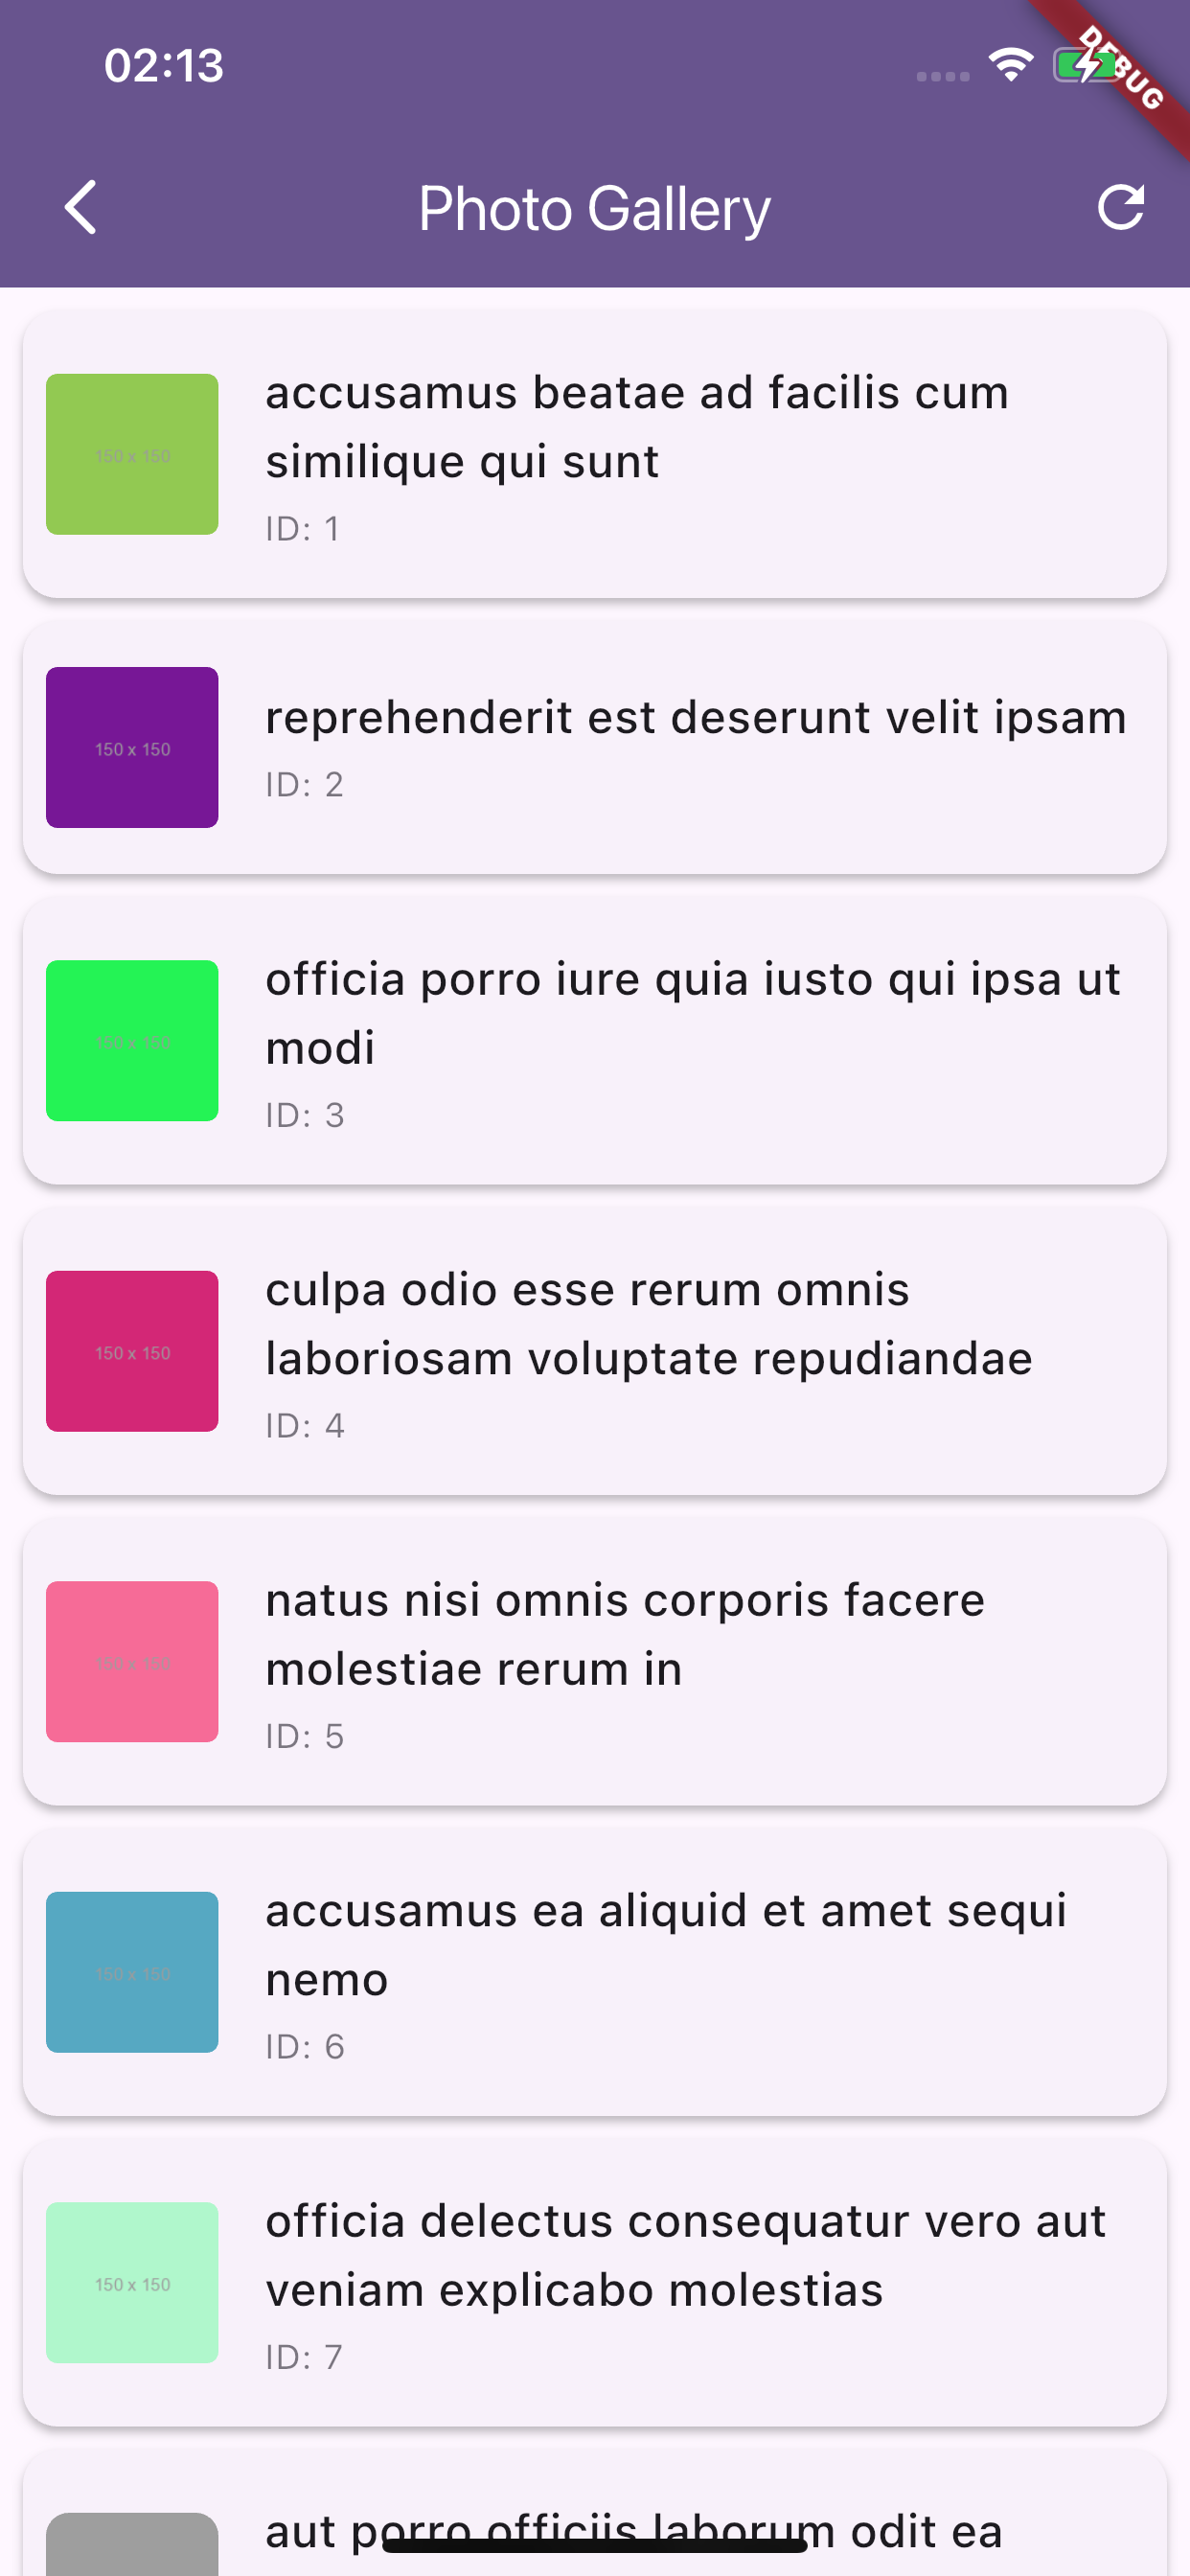 02:13
DEBUG
Photo Gallery
150 x 150
accusamus beatae ad facilis cum
similique qui sunt
ID: 1
150 x 150
reprehenderit est deserunt velit ipsam
ID: 2
150 x 150
officia porro iure quia iusto qui ipsa ut
modi
ID: 3
150 x 150
culpa odio esse rerum omnis
laboriosam voluptate repudiandae
ID: 4
150 x 150
natus nisi omnis corporis facere
molestiae rerum in
ID: 5
150 x 150
accusamus ea aliquid et amet sequi
nemo
ID: 6
150 x 150
officia delectus consequatur vero aut
veniam explicabo molestias
ID: 7
aut porro officiis laborum odit ea